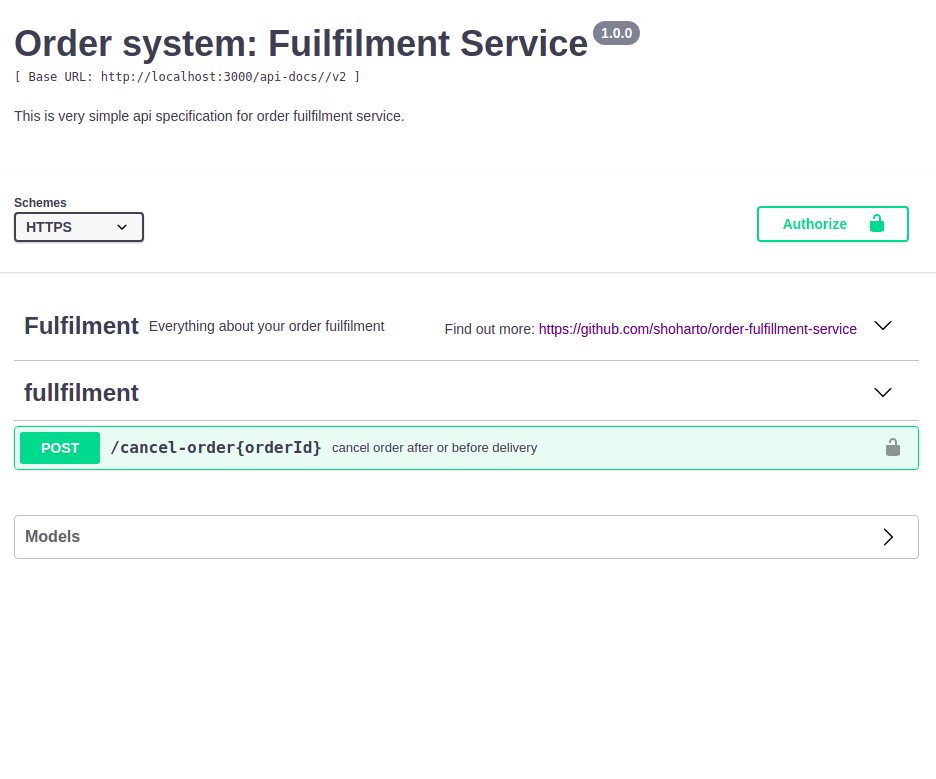 Order system: Fuilfilment Service 1.0.0
[ Base URL: http://localhost:3000/api-docs//v2 ]
This is very simple api specification for order fuilfilment service.
Schemes
HTTPS
Authorize
Fulfilment Everything about your order fuilfilment Find out more: https://github.com/shoharto/order-fulfillment-service
fullfilment
POST /cancel-order{orderId} cancel order after or before delivery
Models